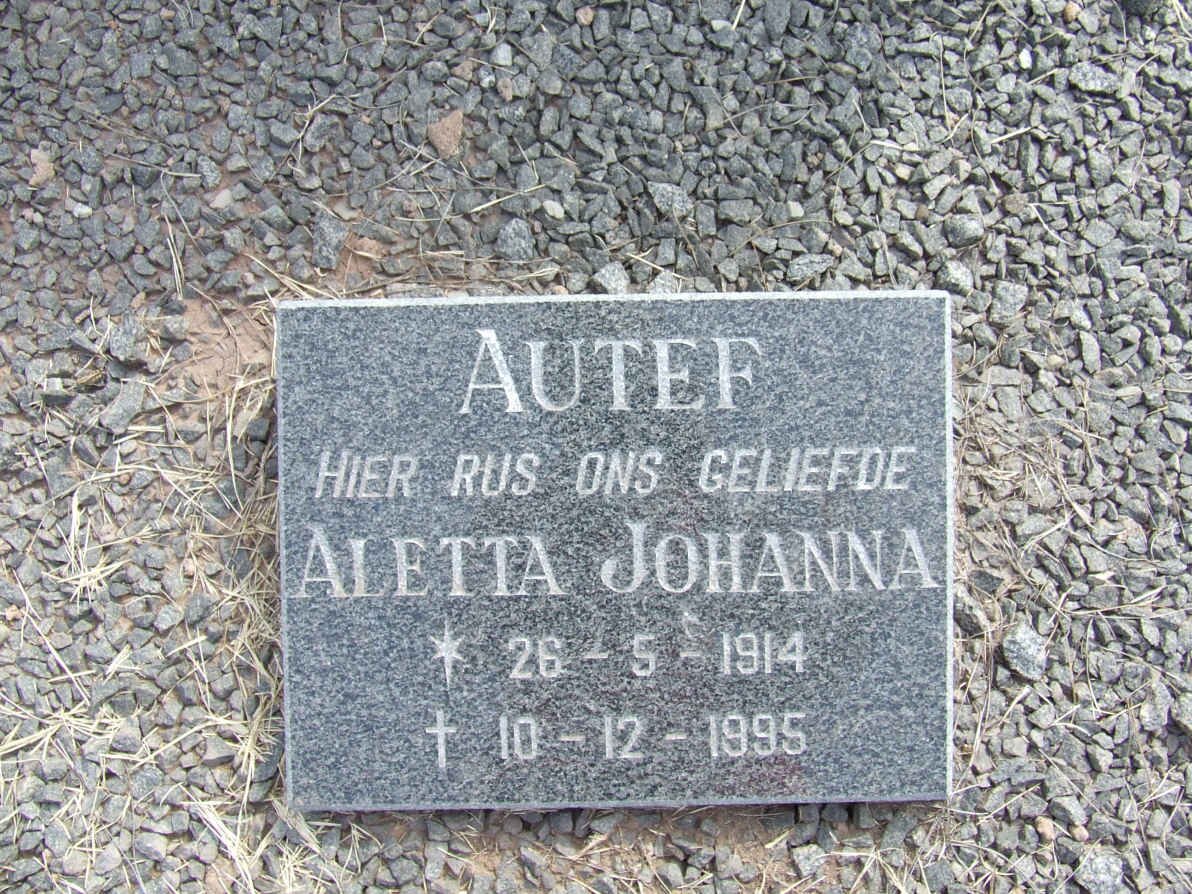 AUTEF
HIER RUS ONS GELIEFDE
ALETTA JOHANNA
* 26 - 5 - 1914
† 10 - 12 - 1995